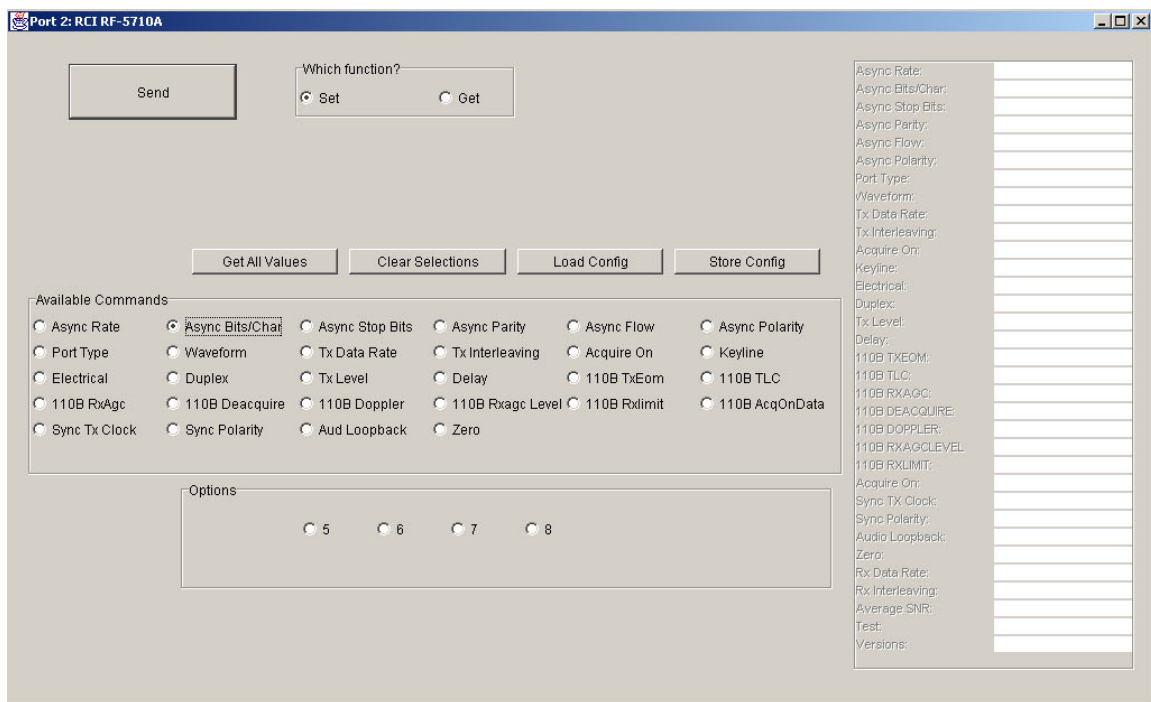 Port 2: RCI RF-5710A
Send
Which function?
Set Get
Get All Values Clear Selections Load Config Store Config
Available Commands
Async Rate Async Bits/Char Async Stop Bits Async Parity Async Flow Async Polarity
Port Type Waveform Tx Data Rate Tx Interleaving Acquire On Keyline
Electrical Duplex Tx Level Delay 110B TxEom 110B TLC
110B RxAgc 110B Deacquire 110B Doppler 110B Rxagc Level 110B Rxlimit 110B AcqOnData
Sync Tx Clock Sync Polarity Aud Loopback Zero
Options
5 6 7 8
Async Rate:
Async Bits/Char:
Async Stop Bits:
Async Parity:
Async Flow:
Async Polarity:
Port Type:
Waveform:
Tx Data Rate:
Tx Interleaving:
Acquire On:
Keyline:
Electrical:
Duplex:
Tx Level:
Delay:
110B TXEOM:
110B TLC:
110B RXAGC:
110B DEACQUIRE:
110B DOPPLER:
110B RXAGCLEVEL
110B RXLIMIT:
Acquire On:
Sync TX Clock:
Sync Polarity:
Audio Loopback:
Zero:
Rx Data Rate:
Rx Interleaving:
Average SNR:
Test:
Versions: